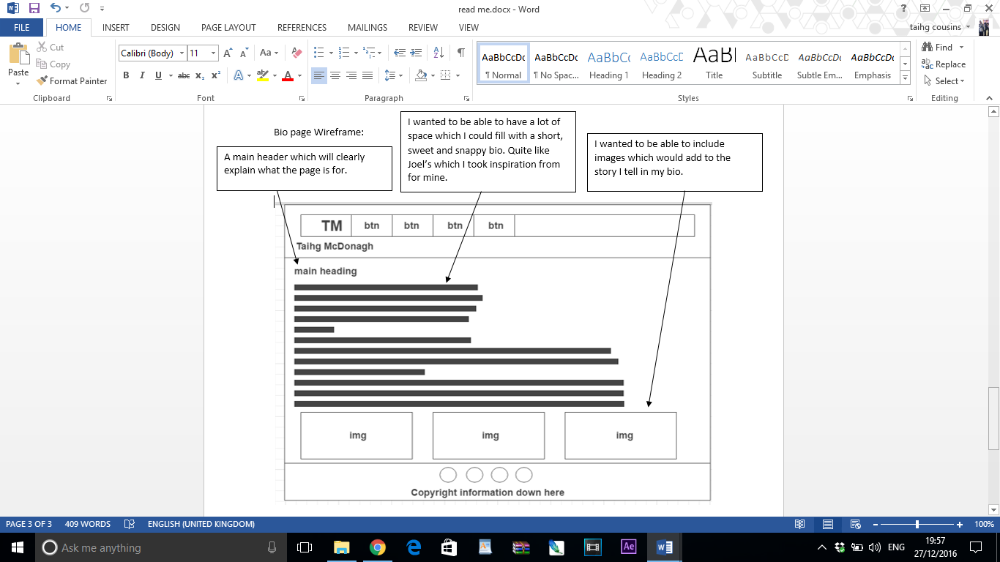 read me.docx - Word
?
FILE
HOME
INSERT
DESIGN
PAGE LAYOUT
REFERENCES
MAILINGS
REVIEW
VIEW
taihg cousins
Paste
Cut
Copy
Format Painter
Clipboard
Calibri (Body)
11
Aa
B I U abc x₂ x²
Font
Paragraph
AaBbCcDc
¶ Normal
AaBbCcDc
¶ No Spac...
AaBbCc
Heading 1
AaBbCcD
Heading 2
AaBl
Title
AaBbCcD
Subtitle
AaBbCcDc
Subtle Em...
AaBbCcDc
Emphasis
Styles
Find
Replace
Select
Editing
Bio page Wireframe:
A main header which will clearly
explain what the page is for.
I wanted to be able to have a lot of
space which I could fill with a short,
sweet and snappy bio. Quite like
Joel’s which I took inspiration from
for mine.
I wanted to be able to include
images which would add to the
story I tell in my bio.
TM btn btn btn btn
Taihg McDonagh
main heading
img img img
Copyright information down here
PAGE 3 OF 3 409 WORDS ENGLISH (UNITED KINGDOM)
100%
Ask me anything
Ae
ENG
19:57
27/12/2016